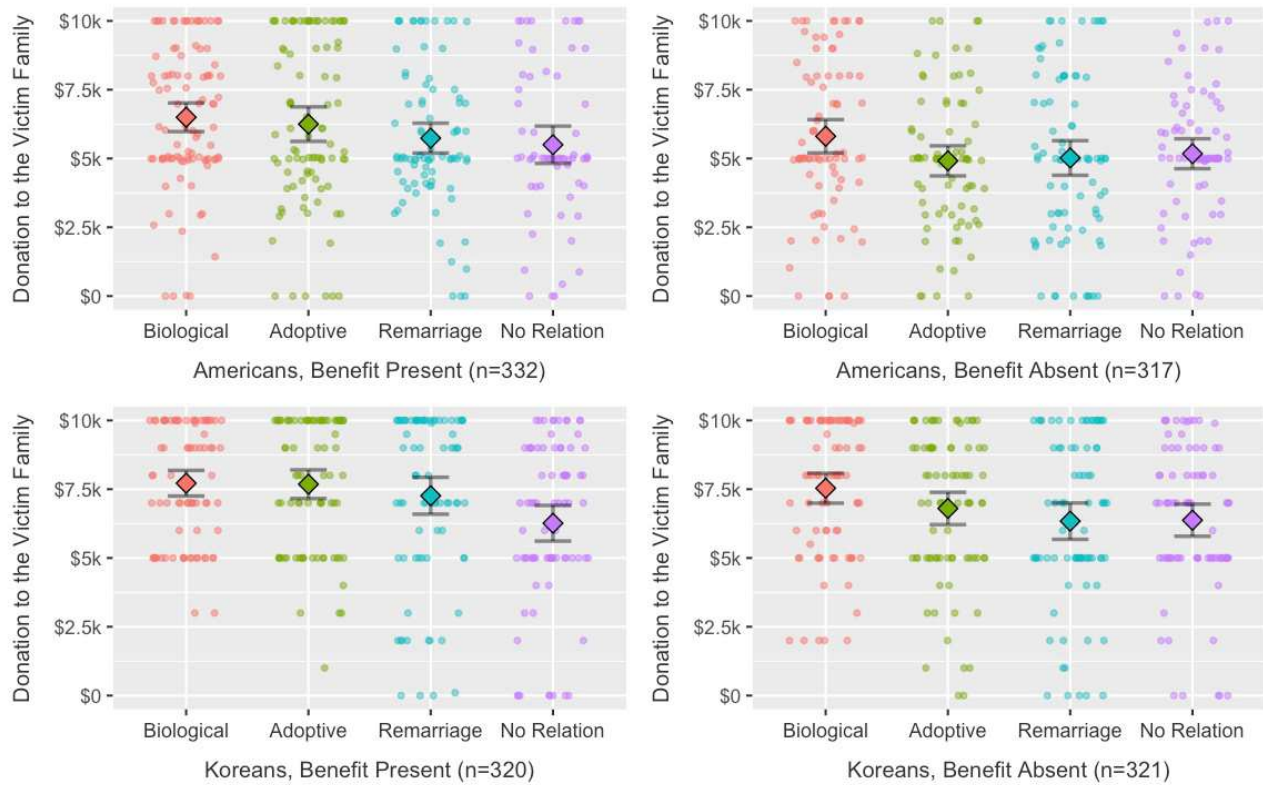 Donation to the Victim Family
$10k
$7.5k
$5k
$2.5k
$0
Biological Adoptive Remarriage No Relation
Americans, Benefit Present (n=332)
Donation to the Victim Family
$10k
$7.5k
$5k
$2.5k
$0
Biological Adoptive Remarriage No Relation
Americans, Benefit Absent (n=317)
Donation to the Victim Family
$10k
$7.5k
$5k
$2.5k
$0
Biological Adoptive Remarriage No Relation
Koreans, Benefit Present (n=320)
Donation to the Victim Family
$10k
$7.5k
$5k
$2.5k
$0
Biological Adoptive Remarriage No Relation
Koreans, Benefit Absent (n=321)